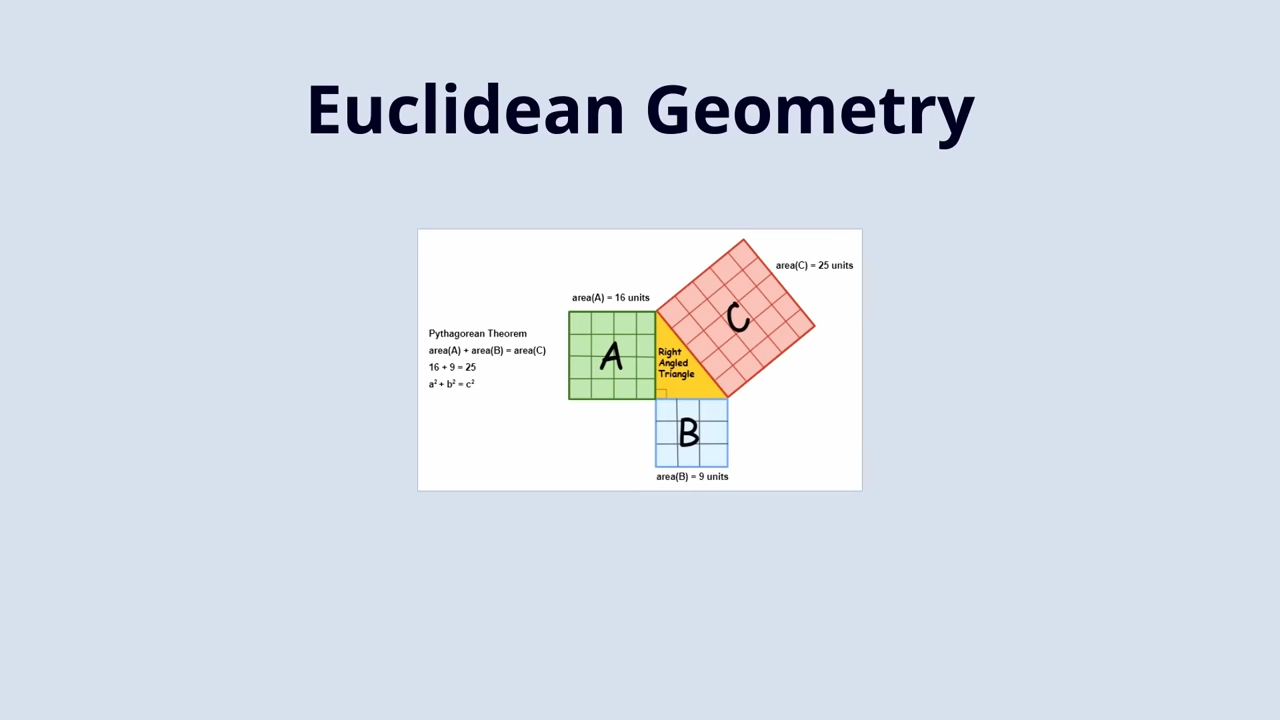 Euclidean Geometry
area(C) = 25 units
area(A) = 16 units
C
Pythagorean Theorem
area(A) + area(B) = area(C)
16 + 9 = 25
a² + b² = c²
A
Right
Angled
Triangle
B
area(B) = 9 units